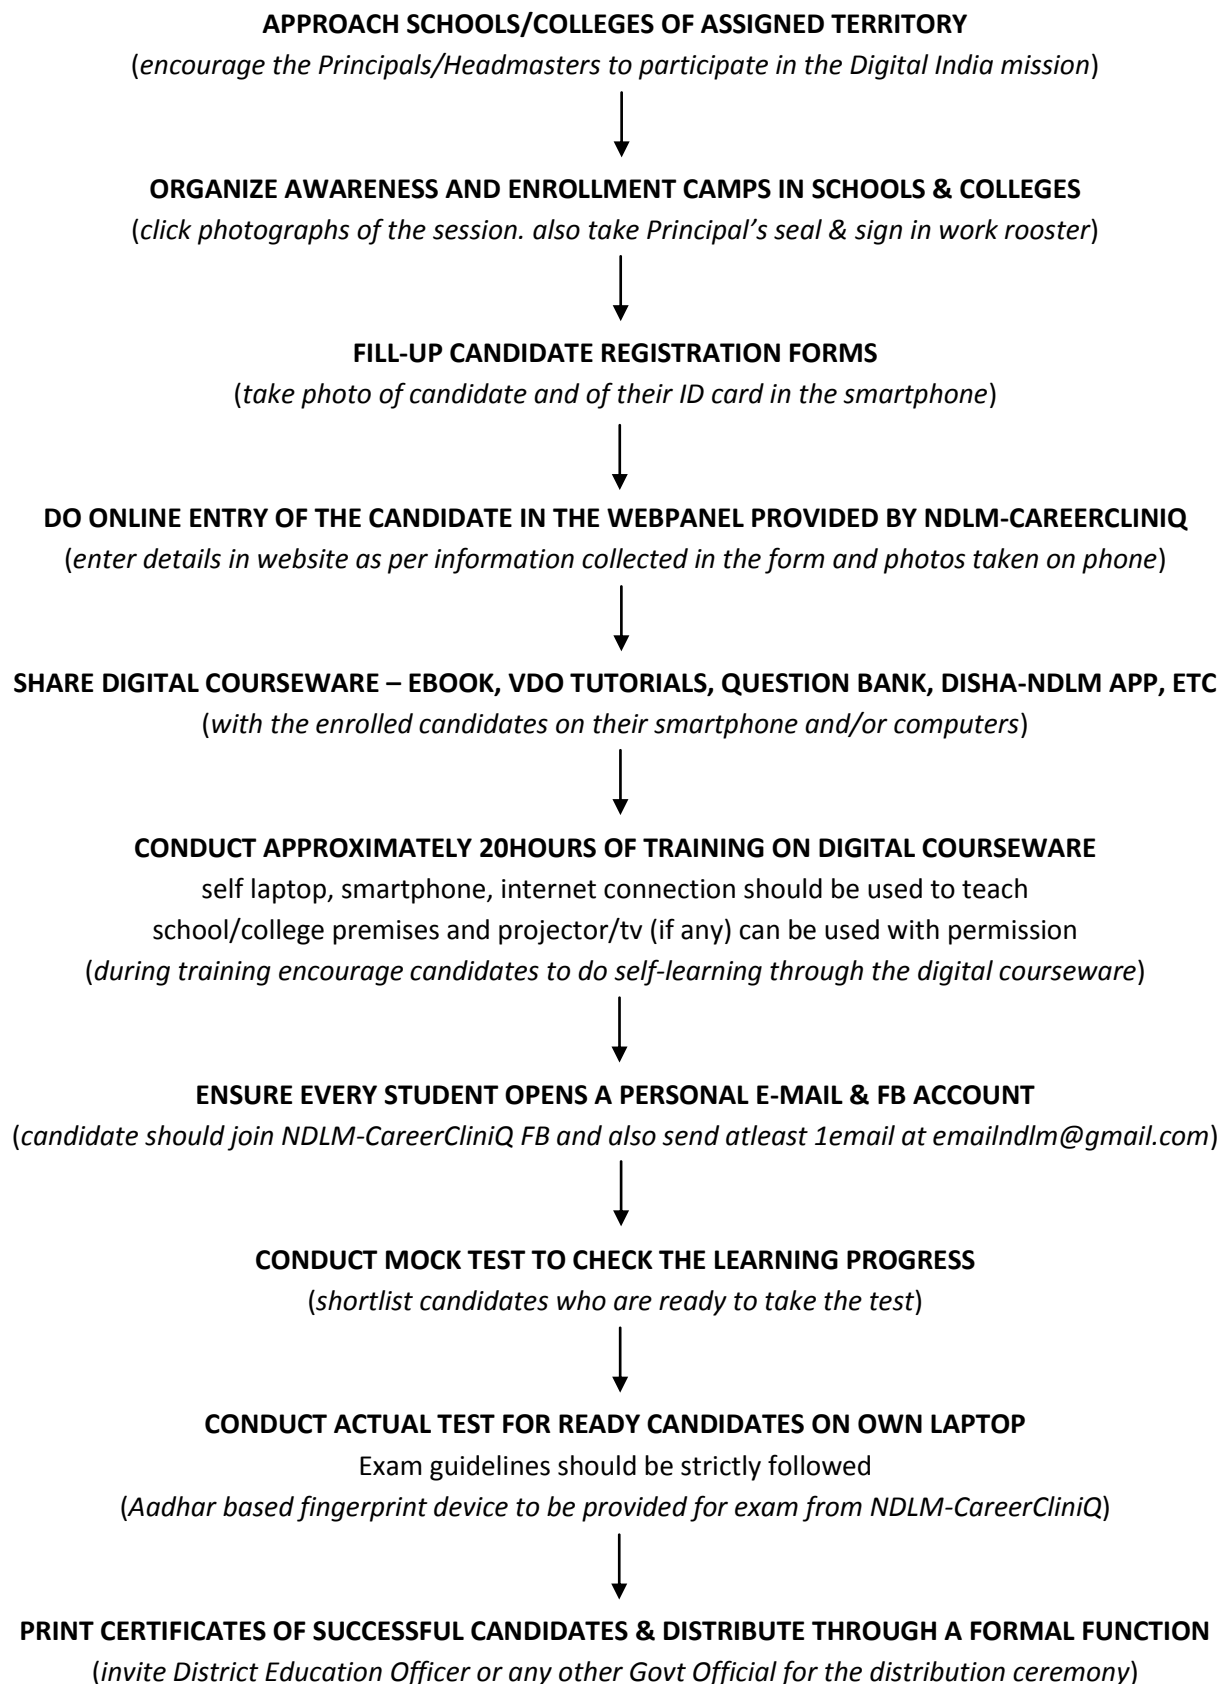 APPROACH SCHOOLS/COLLEGES OF ASSIGNED TERRITORY
(encourage the Principals/Headmasters to participate in the Digital India mission)
ORGANIZE AWARENESS AND ENROLLMENT CAMPS IN SCHOOLS & COLLEGES
(click photographs of the session. also take Principal’s seal & sign in work rooster)
FILL-UP CANDIDATE REGISTRATION FORMS
(take photo of candidate and of their ID card in the smartphone)
DO ONLINE ENTRY OF THE CANDIDATE IN THE WEBPANEL PROVIDED BY NDLM-CAREERCLINIQ
(enter details in website as per information collected in the form and photos taken on phone)
SHARE DIGITAL COURSEWARE – EBOOK, VDO TUTORIALS, QUESTION BANK, DISHA-NDLM APP, ETC
(with the enrolled candidates on their smartphone and/or computers)
CONDUCT APPROXIMATELY 20HOURS OF TRAINING ON DIGITAL COURSEWARE
self laptop, smartphone, internet connection should be used to teach
school/college premises and projector/tv (if any) can be used with permission
(during training encourage candidates to do self-learning through the digital courseware)
ENSURE EVERY STUDENT OPENS A PERSONAL E-MAIL & FB ACCOUNT
(candidate should join NDLM-CareerCliniQ FB and also send atleast 1email at emailndlm@gmail.com)
CONDUCT MOCK TEST TO CHECK THE LEARNING PROGRESS
(shortlist candidates who are ready to take the test)
CONDUCT ACTUAL TEST FOR READY CANDIDATES ON OWN LAPTOP
Exam guidelines should be strictly followed
(Aadhar based fingerprint device to be provided for exam from NDLM-CareerCliniQ)
PRINT CERTIFICATES OF SUCCESSFUL CANDIDATES & DISTRIBUTE THROUGH A FORMAL FUNCTION
(invite District Education Officer or any other Govt Official for the distribution ceremony)